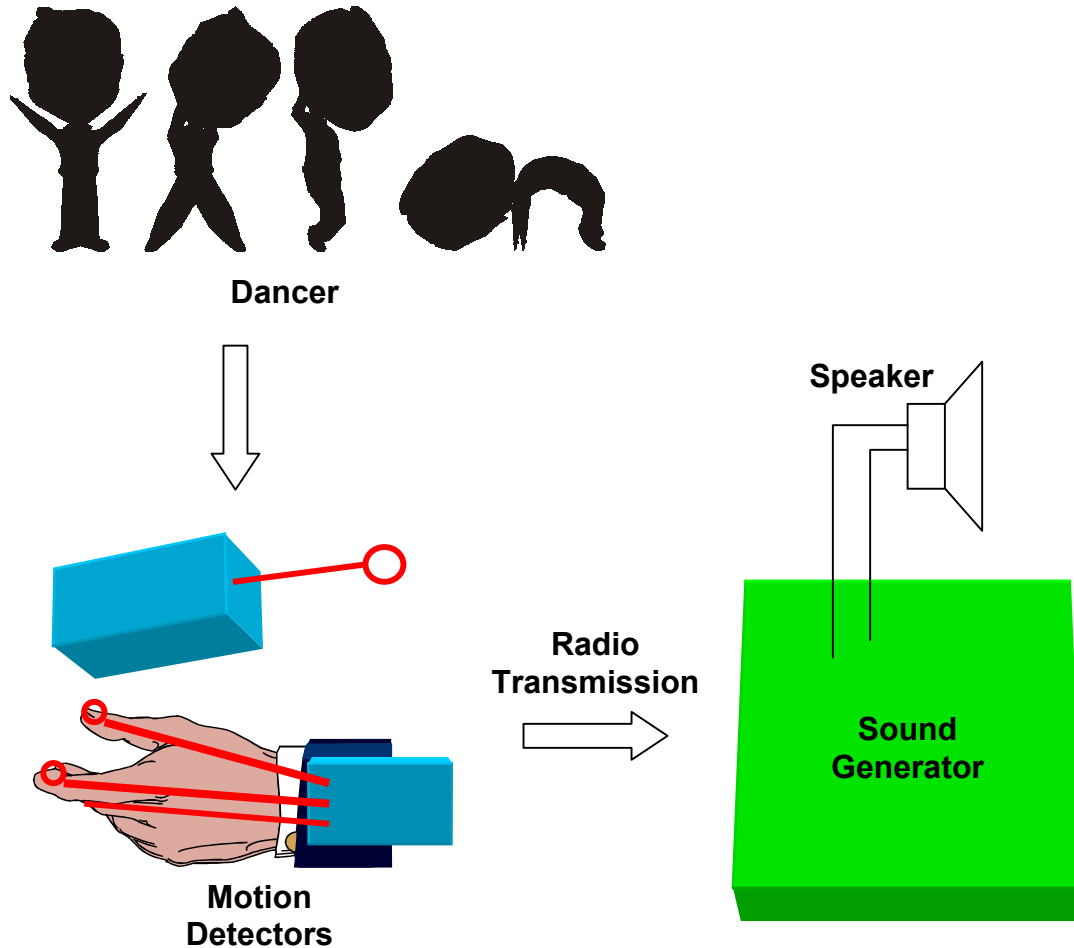 Dancer
Speaker
Radio
Transmission
Sound
Generator
Motion
Detectors